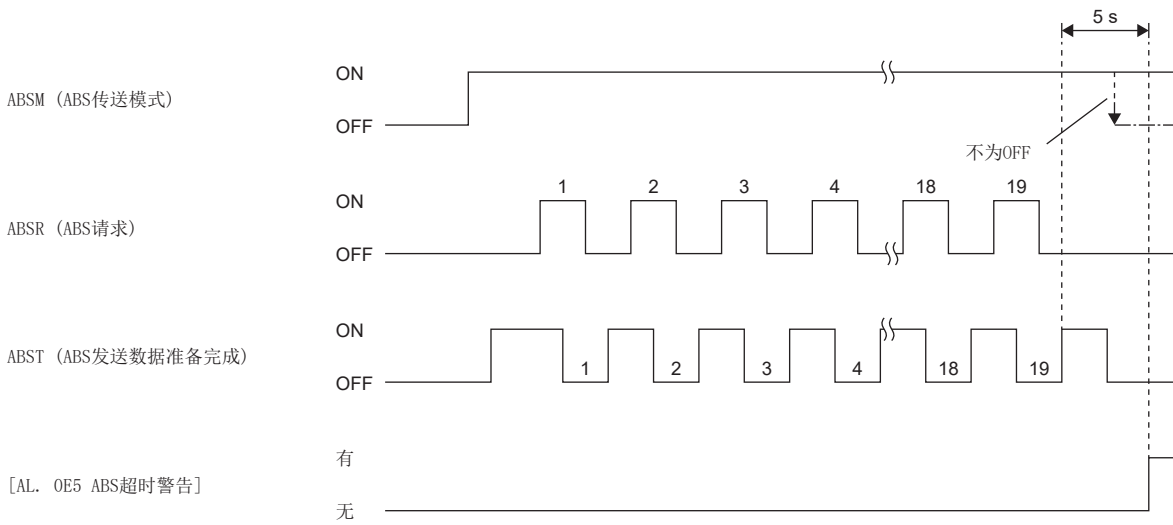 5 s
ON
ABSM (ABS传送模式)
OFF
不为OFF
1 2 3 4 18 19
ON
ABSR (ABS请求)
OFF
ON
ABST (ABS发送数据准备完成)
OFF
1 2 3 4 18 19
有
[AL. 0E5 ABS超时警告]
无